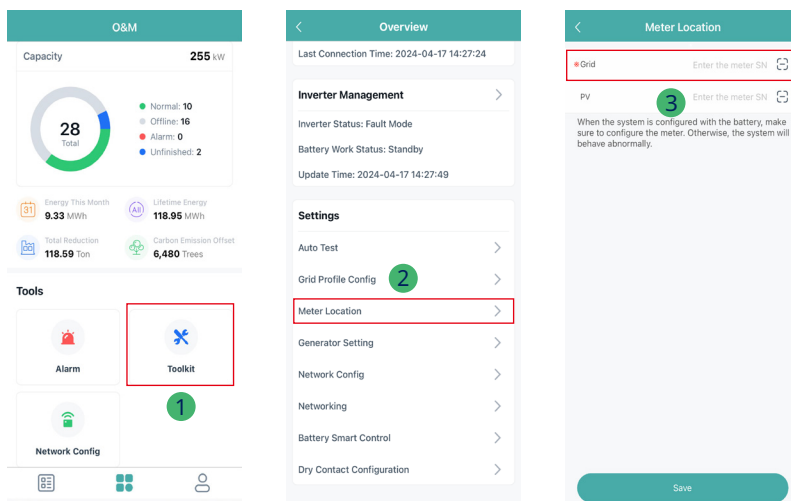 O&M
Capacity 255 kW
28
Total
Normal: 10
Offline: 16
Alarm: 0
Unfinished: 2
31
Energy This Month
9.33 MWh
All
Lifetime Energy
118.95 MWh
Total Reduction
118.59 Ton
Carbon Emission Offset
6,480 Trees
Tools
Alarm
Toolkit
1
Network Config
Overview
Last Connection Time: 2024-04-17 14:27:24
Inverter Management
Inverter Status: Fault Mode
Battery Work Status: Standby
Update Time: 2024-04-17 14:27:49
Settings
Auto Test
Grid Profile Config
2
Meter Location
Generator Setting
Network Config
Networking
Battery Smart Control
Dry Contact Configuration
Meter Location
*Grid Enter the meter SN
PV Enter the meter SN
3
When the system is configured with the battery, make
sure to configure the meter. Otherwise, the system will
behave abnormally.
Save